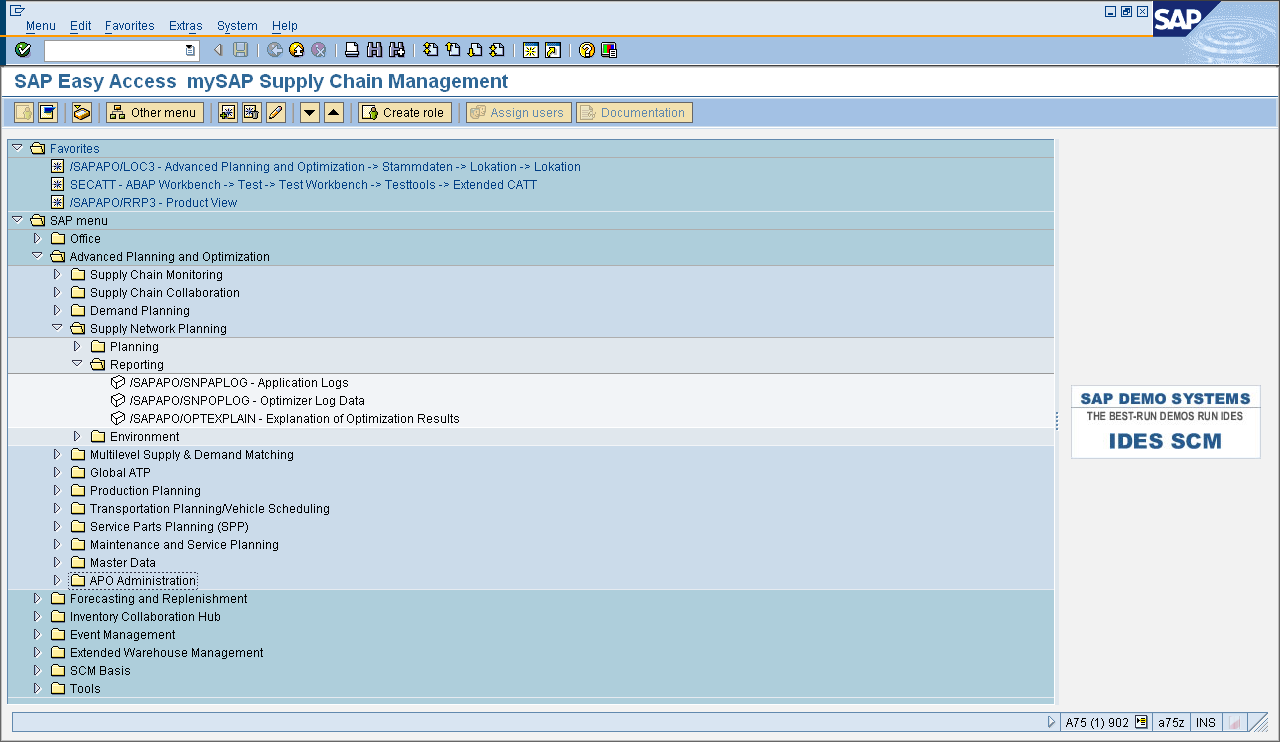 Menu Edit Favorites Extras System Help
SAP
SAP Easy Access mySAP Supply Chain Management
Other menu Create role Assign users Documentation
Favorites
/SAPAPO/LOC3 - Advanced Planning and Optimization -> Stammdaten -> Lokation -> Lokation
SECATT - ABAP Workbench -> Test -> Test Workbench -> Testtools -> Extended CATT
/SAPAPO/RRP3 - Product View
SAP menu
Office
Advanced Planning and Optimization
Supply Chain Monitoring
Supply Chain Collaboration
Demand Planning
Supply Network Planning
Planning
Reporting
/SAPAPO/SNPAPLOG - Application Logs
/SAPAPO/SNPOPLOG - Optimizer Log Data
/SAPAPO/OPTEXPLAIN - Explanation of Optimization Results
Environment
Multilevel Supply & Demand Matching
Global ATP
Production Planning
Transportation Planning/Vehicle Scheduling
Service Parts Planning (SPP)
Maintenance and Service Planning
Master Data
APO Administration
Forecasting and Replenishment
Inventory Collaboration Hub
Event Management
Extended Warehouse Management
SCM Basis
Tools
SAP DEMO SYSTEMS
THE BEST-RUN DEMOS RUN IDES
IDES SCM
A75 (1) 902 a75z INS